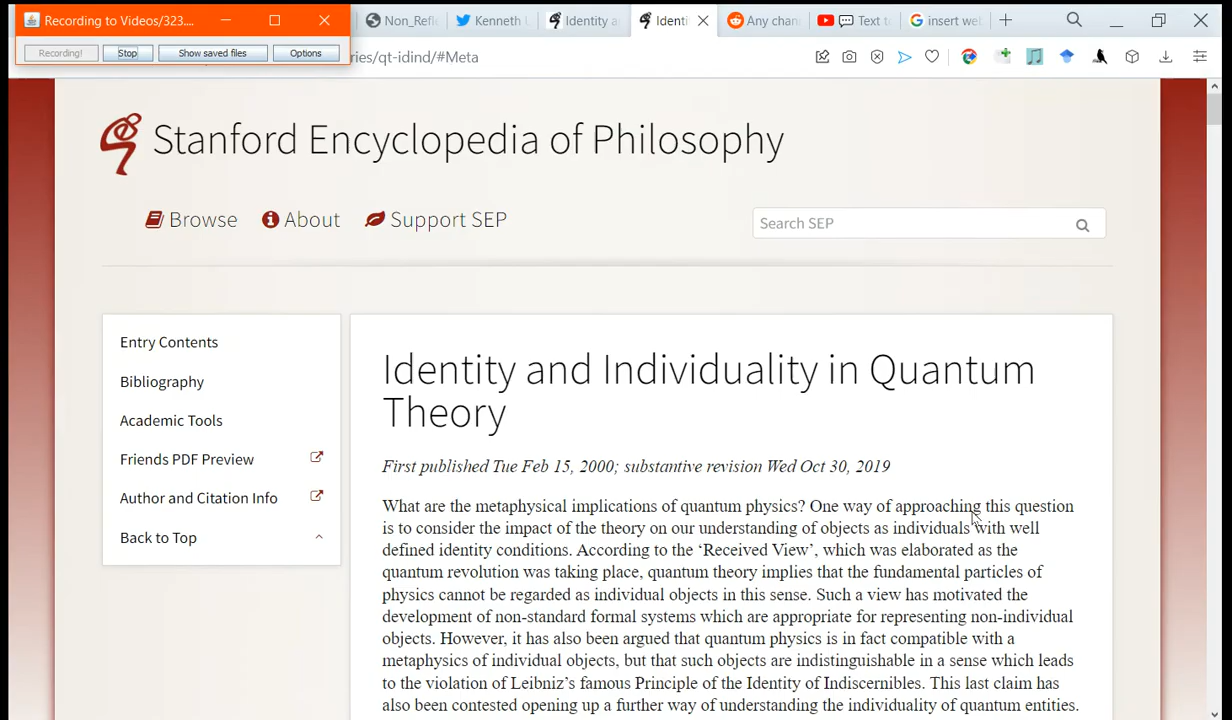 Recording to Videos/323....
Non_Refle
Kenneth U
Identity a
Identi
Any chan
Text to
insert wel
Recording!
Stop
Show saved files
Options
ries/qt-idind/#Meta
Stanford Encyclopedia of Philosophy
Browse
About
Support SEP
Search SEP
Entry Contents
Bibliography
Academic Tools
Friends PDF Preview
Author and Citation Info
Back to Top
Identity and Individuality in Quantum
Theory
First published Tue Feb 15, 2000; substantive revision Wed Oct 30, 2019
What are the metaphysical implications of quantum physics? One way of approaching this question
is to consider the impact of the theory on our understanding of objects as individuals with well
defined identity conditions. According to the ‘Received View’, which was elaborated as the
quantum revolution was taking place, quantum theory implies that the fundamental particles of
physics cannot be regarded as individual objects in this sense. Such a view has motivated the
development of non-standard formal systems which are appropriate for representing non-individual
objects. However, it has also been argued that quantum physics is in fact compatible with a
metaphysics of individual objects, but that such objects are indistinguishable in a sense which leads
to the violation of Leibniz’s famous Principle of the Identity of Indiscernibles. This last claim has
also been contested opening up a further way of understanding the individuality of quantum entities.